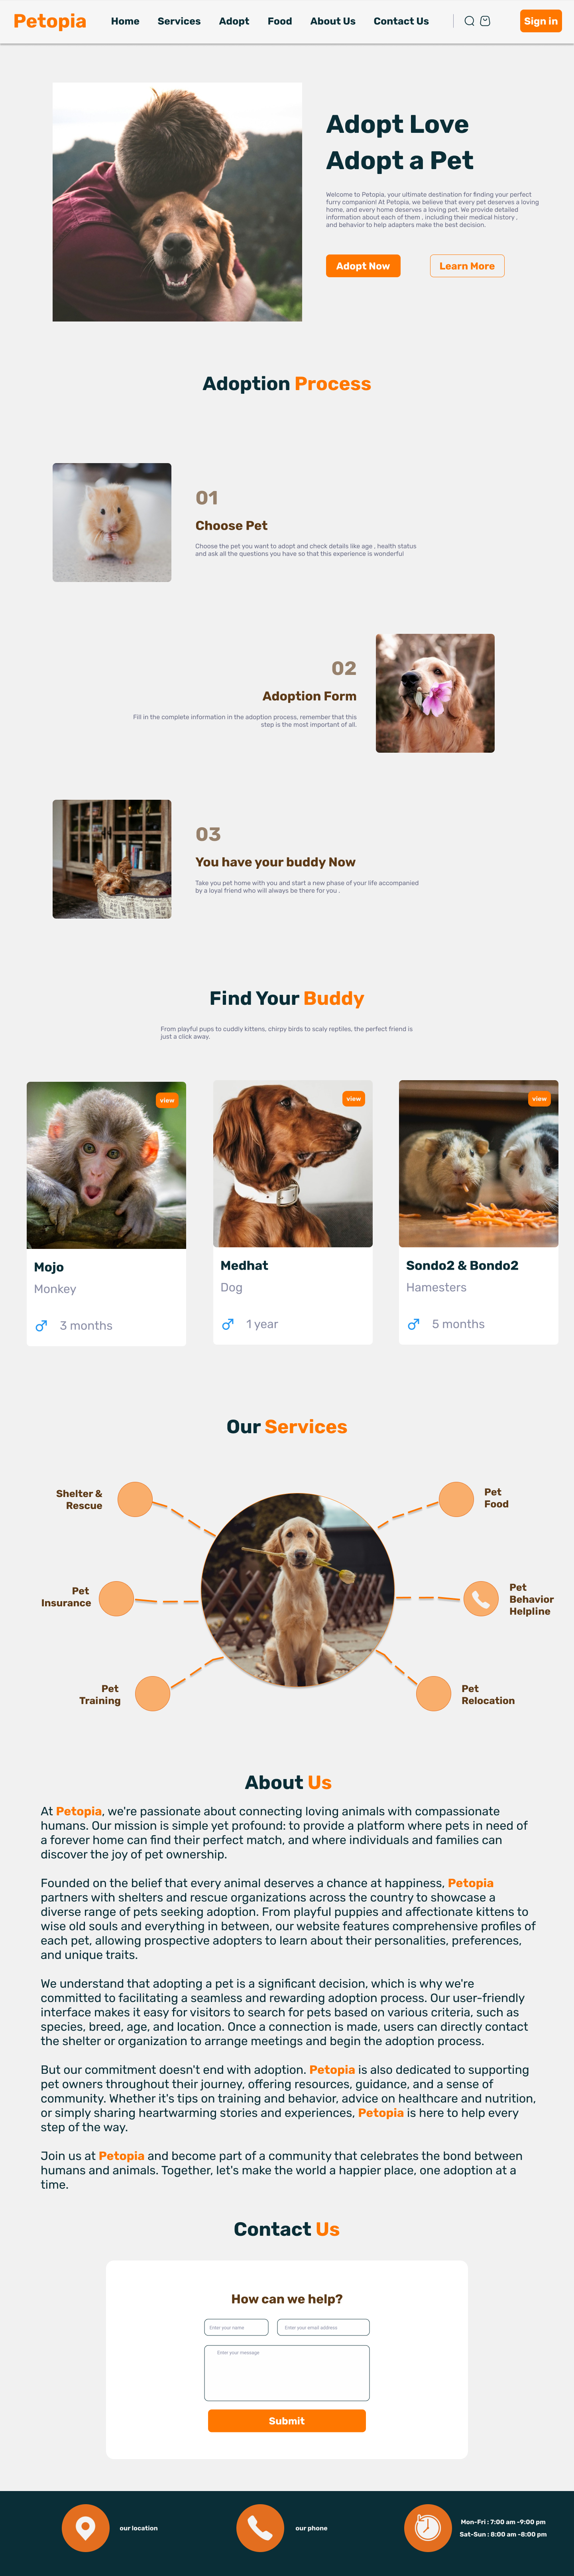 Petopia
Home
Services
Adopt
Food
About Us
Contact Us
Sign in
Adopt Love
Adopt a Pet
Welcome to Petopia, your ultimate destination for finding your perfect
furry companion! At Petopia, we believe that every pet deserves a loving
home, and every home deserves a loving pet. We provide detailed
information about each of them , including their medical history ,
and behavior to help adapters make the best decision.
Adopt Now
Learn More
Adoption Process
01
Choose Pet
Choose the pet you want to adopt and check details like age , health status
and ask all the questions you have so that this experience is wonderful
02
Adoption Form
Fill in the complete information in the adoption process, remember that this
step is the most important of all.
03
You have your buddy Now
Take you pet home with you and start a new phase of your life accompanied
by a loyal friend who will always be there for you .
Find Your Buddy
From playful pups to cuddly kittens, chirpy birds to scaly reptiles, the perfect friend is
just a click away.
view
Mojo
Monkey
3 months
view
Medhat
Dog
1 year
view
Sondo2 & Bondo2
Hamesters
5 months
Our Services
Shelter &
Rescue
Pet
Food
Pet
Insurance
Pet
Behavior
Helpline
Pet
Training
Pet
Relocation
About Us
At Petopia, we're passionate about connecting loving animals with compassionate
humans. Our mission is simple yet profound: to provide a platform where pets in need of
a forever home can find their perfect match, and where individuals and families can
discover the joy of pet ownership.
Founded on the belief that every animal deserves a chance at happiness, Petopia
partners with shelters and rescue organizations across the country to showcase a
diverse range of pets seeking adoption. From playful puppies and affectionate kittens to
wise old souls and everything in between, our website features comprehensive profiles of
each pet, allowing prospective adopters to learn about their personalities, preferences,
and unique traits.
We understand that adopting a pet is a significant decision, which is why we're
committed to facilitating a seamless and rewarding adoption process. Our user-friendly
interface makes it easy for visitors to search for pets based on various criteria, such as
species, breed, age, and location. Once a connection is made, users can directly contact
the shelter or organization to arrange meetings and begin the adoption process.
But our commitment doesn't end with adoption. Petopia is also dedicated to supporting
pet owners throughout their journey, offering resources, guidance, and a sense of
community. Whether it's tips on training and behavior, advice on healthcare and nutrition,
or simply sharing heartwarming stories and experiences, Petopia is here to help every
step of the way.
Join us at Petopia and become part of a community that celebrates the bond between
humans and animals. Together, let's make the world a happier place, one adoption at a
time.
Contact Us
How can we help?
Enter your name
Enter your email address
Enter your message
Submit
our location
our phone
Mon-Fri : 7:00 am -9:00 pm
Sat-Sun : 8:00 am -8:00 pm